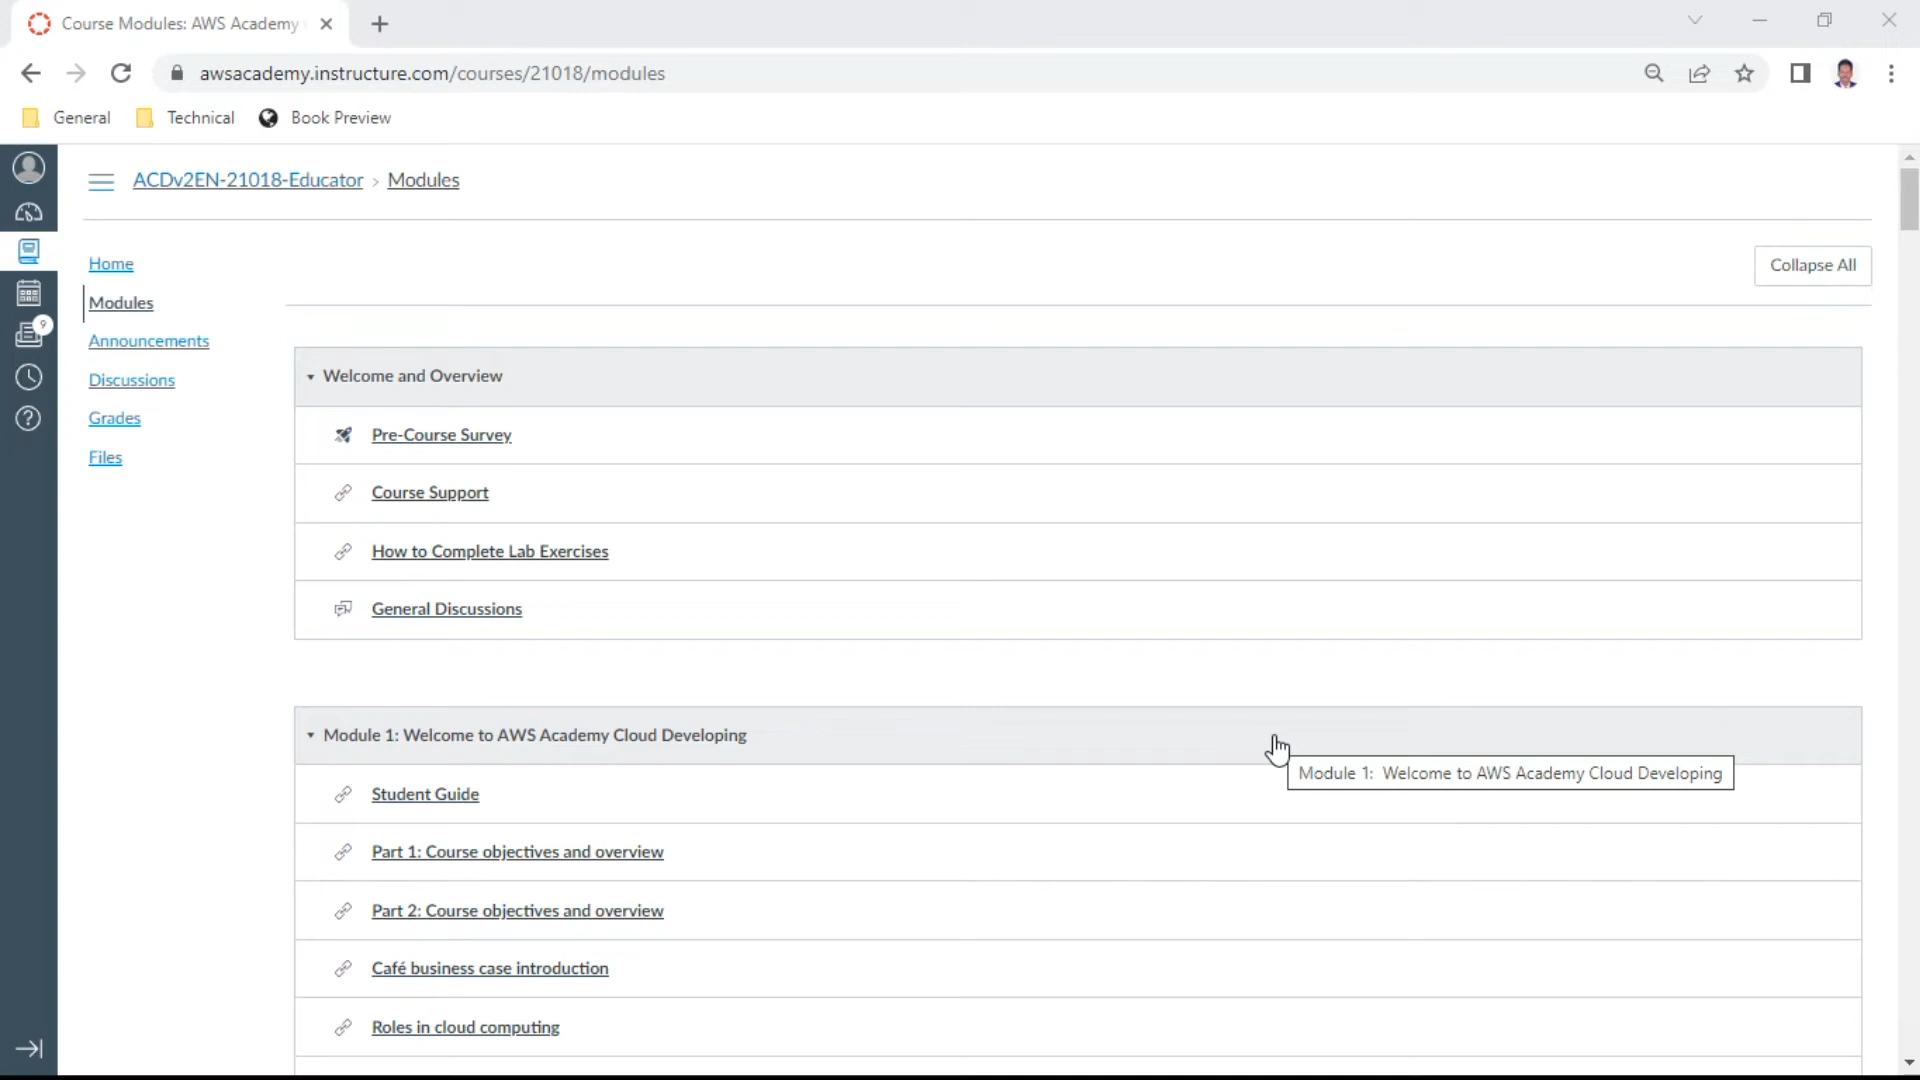 Course Modules: AWS Academy
awsacademy.instructure.com/courses/21018/modules
General Technical Book Preview
ACDv2EN-21018-Educator > Modules
Home
Collapse All
Modules
Announcements
Discussions
Grades
Files
9
Welcome and Overview
Pre-Course Survey
Course Support
How to Complete Lab Exercises
General Discussions
Module 1: Welcome to AWS Academy Cloud Developing
Module 1: Welcome to AWS Academy Cloud Developing
Student Guide
Part 1: Course objectives and overview
Part 2: Course objectives and overview
Café business case introduction
Roles in cloud computing